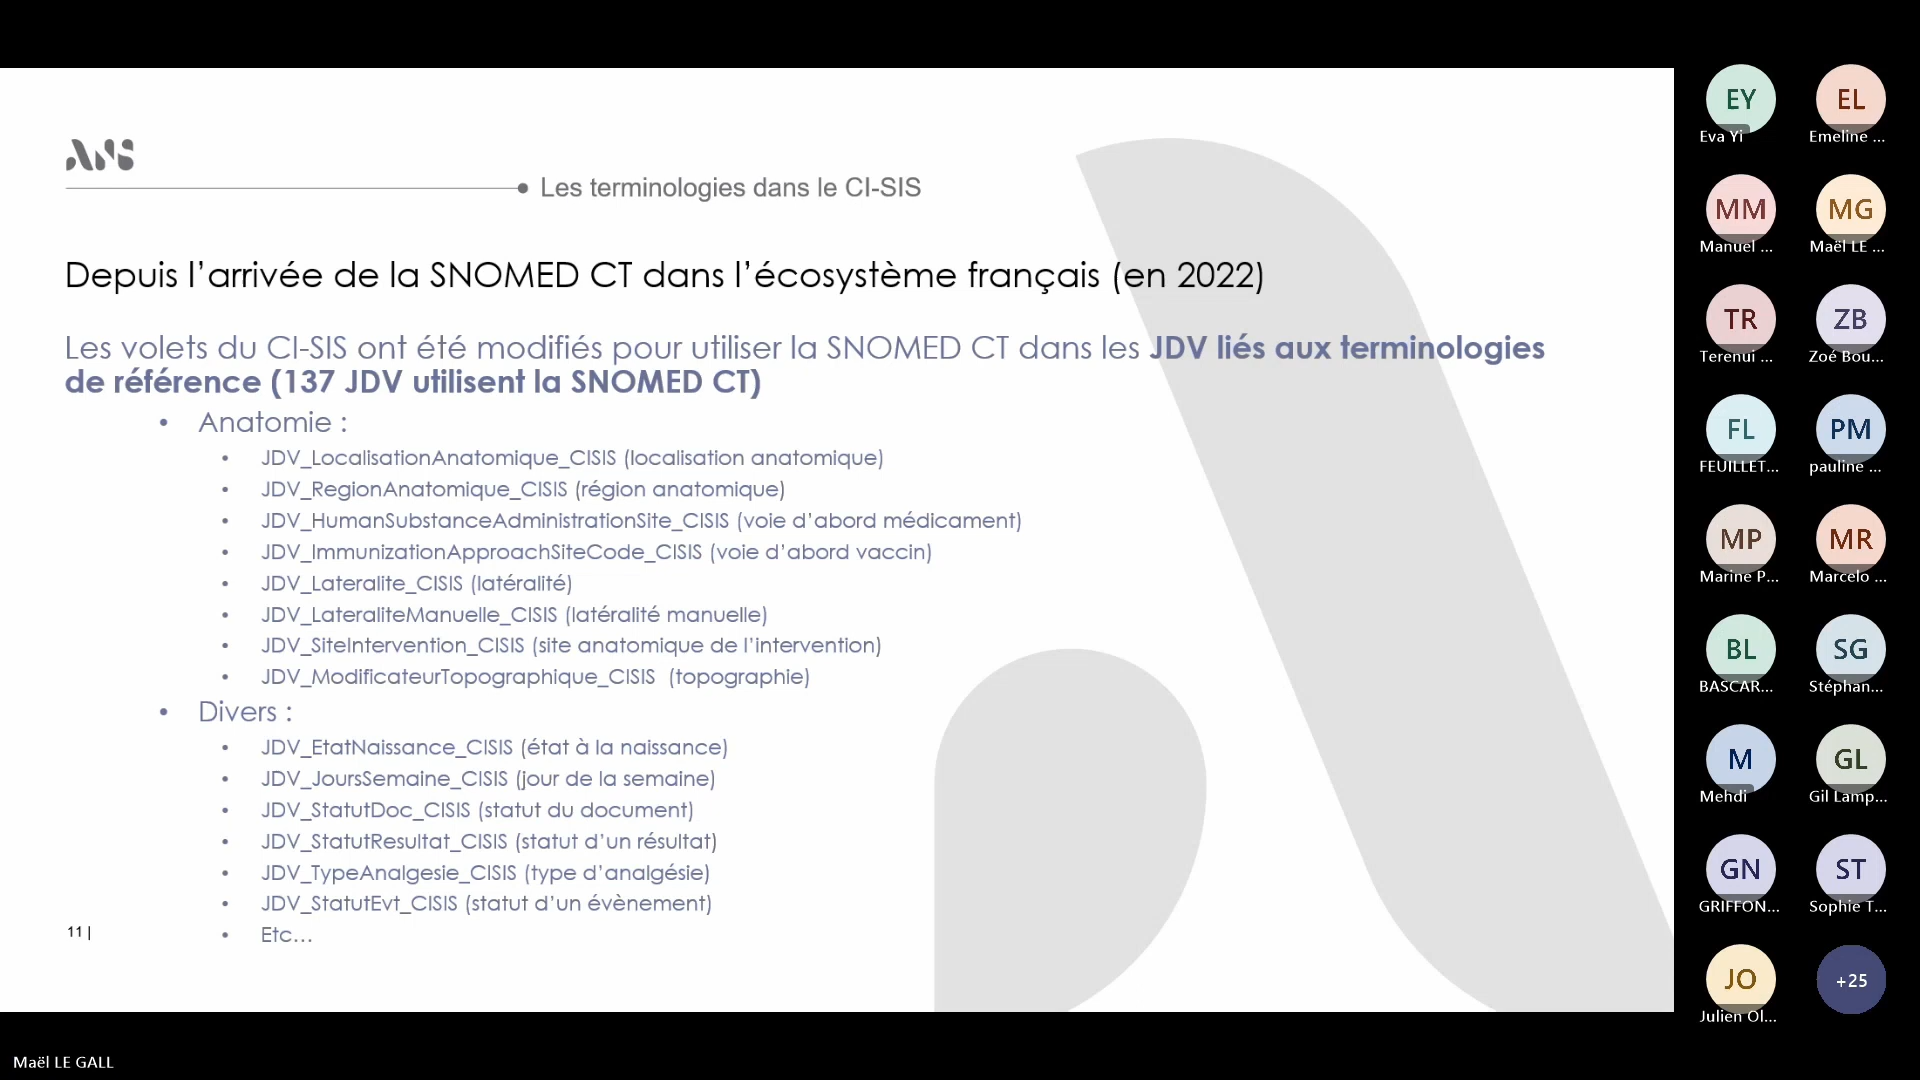 ANS
Les terminologies dans le CI-SIS
Depuis l’arrivée de la SNOMED CT dans l’écosystème français (en 2022)
Les volets du CI-SIS ont été modifiés pour utiliser la SNOMED CT dans les JDV liés aux terminologies
de référence (137 JDV utilisent la SNOMED CT)
• Anatomie :
• JDV_LocalisationAnatomique_CISIS (localisation anatomique)
• JDV_RegionAnatomique_CISIS (région anatomique)
• JDV_HumanSubstanceAdministrationSite_CISIS (voie d’abord médicament)
• JDV_ImmunizationApproachSiteCode_CISIS (voie d’abord vaccin)
• JDV_Lateralite_CISIS (latéralité)
• JDV_LateraliteManuelle_CISIS (latéralité manuelle)
• JDV_SiteIntervention_CISIS (site anatomique de l’intervention)
• JDV_ModificateurTopographique_CISIS (topographie)
• Divers :
• JDV_EtatNaissance_CISIS (état à la naissance)
• JDV_JoursSemaine_CISIS (jour de la semaine)
• JDV_StatutDoc_CISIS (statut du document)
• JDV_StatutResultat_CISIS (statut d’un résultat)
• JDV_TypeAnalgesie_CISIS (type d’analgésie)
• JDV_StatutEvt_CISIS (statut d’un évènement)
• Etc...
11 |
EY EL
Eva Yi Emeline ...
MM MG
Manuel ... Maël LE ...
TR ZB
Terenui ... Zoé Bou...
FL PM
FEUILLET... pauline ...
MP MR
Marine P... Marcelo ...
BL SG
BASCAR... Stéphan...
M GL
Mehdi Gil Lamp...
GN ST
GRIFFON... Sophie T...
JO +25
Julien Ol...
Maël LE GALL